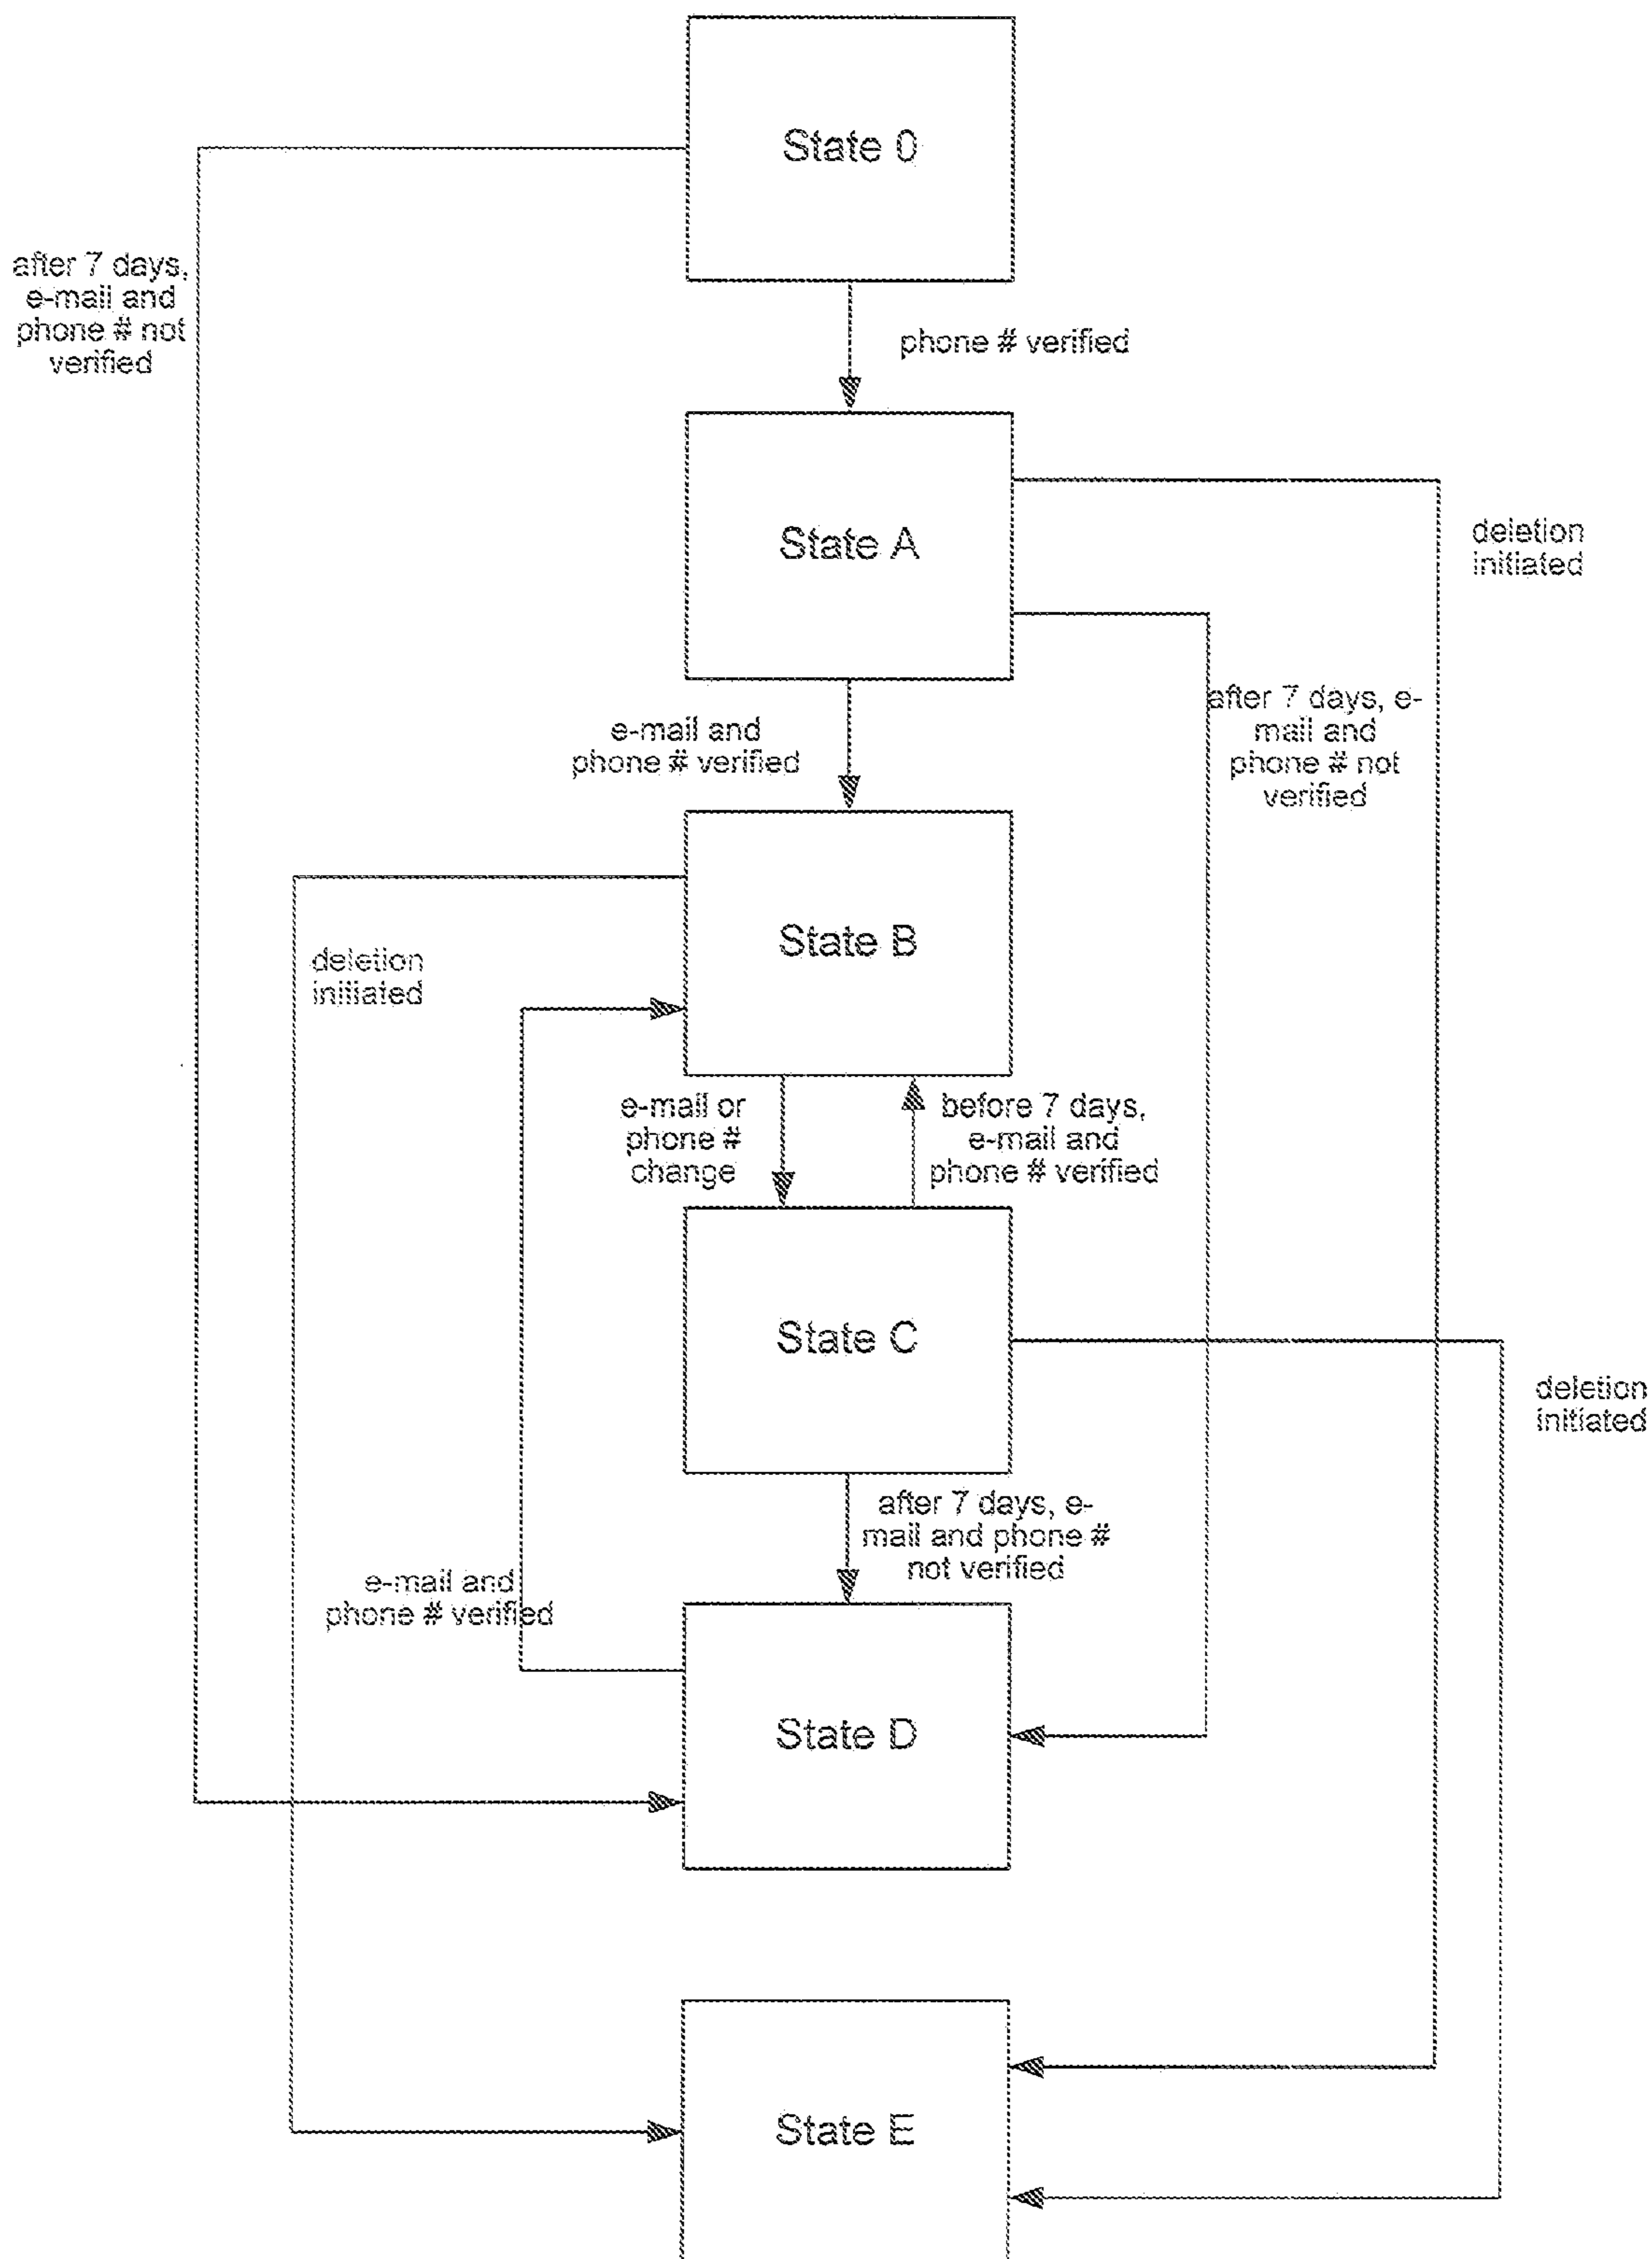 State 0
after 7 days,
e-mail and
phone # not
verified
phone # verified
State A
deletion
initiated
e-mail and
phone # verified
after 7 days, e-
mail and
phone # not
verified
State B
deletion
initiated
e-mail or
phone #
change
before 7 days,
e-mail and
phone # verified
State C
deletion
initiated
after 7 days, e-
mail and phone #
not verified
e-mail and
phone # verified
State D
State E